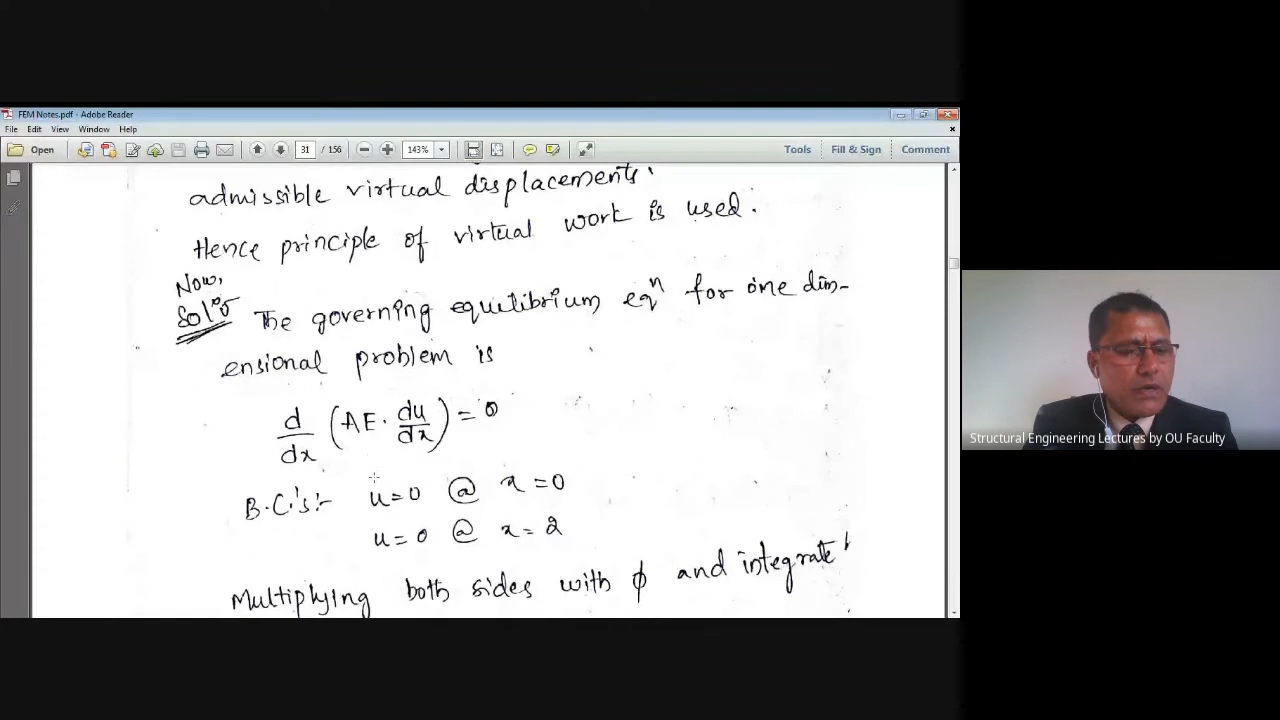 FEM Notes.pdf - Adobe Reader
File Edit View Window Help
Open 31 / 156 143% Tools Fill & Sign Comment
admissible virtual displacements.
Hence principle of virtual work is used.
Now,
Sol:
The governing equilibrium eqⁿ for one dim-
ensional problem is
d/dx (AE · du/dx) = 0
B.C's:- u=0 @ x=0
u=0 @ x=2
Multiplying both sides with ϕ and integrate
Structural Engineering Lectures by OU Faculty